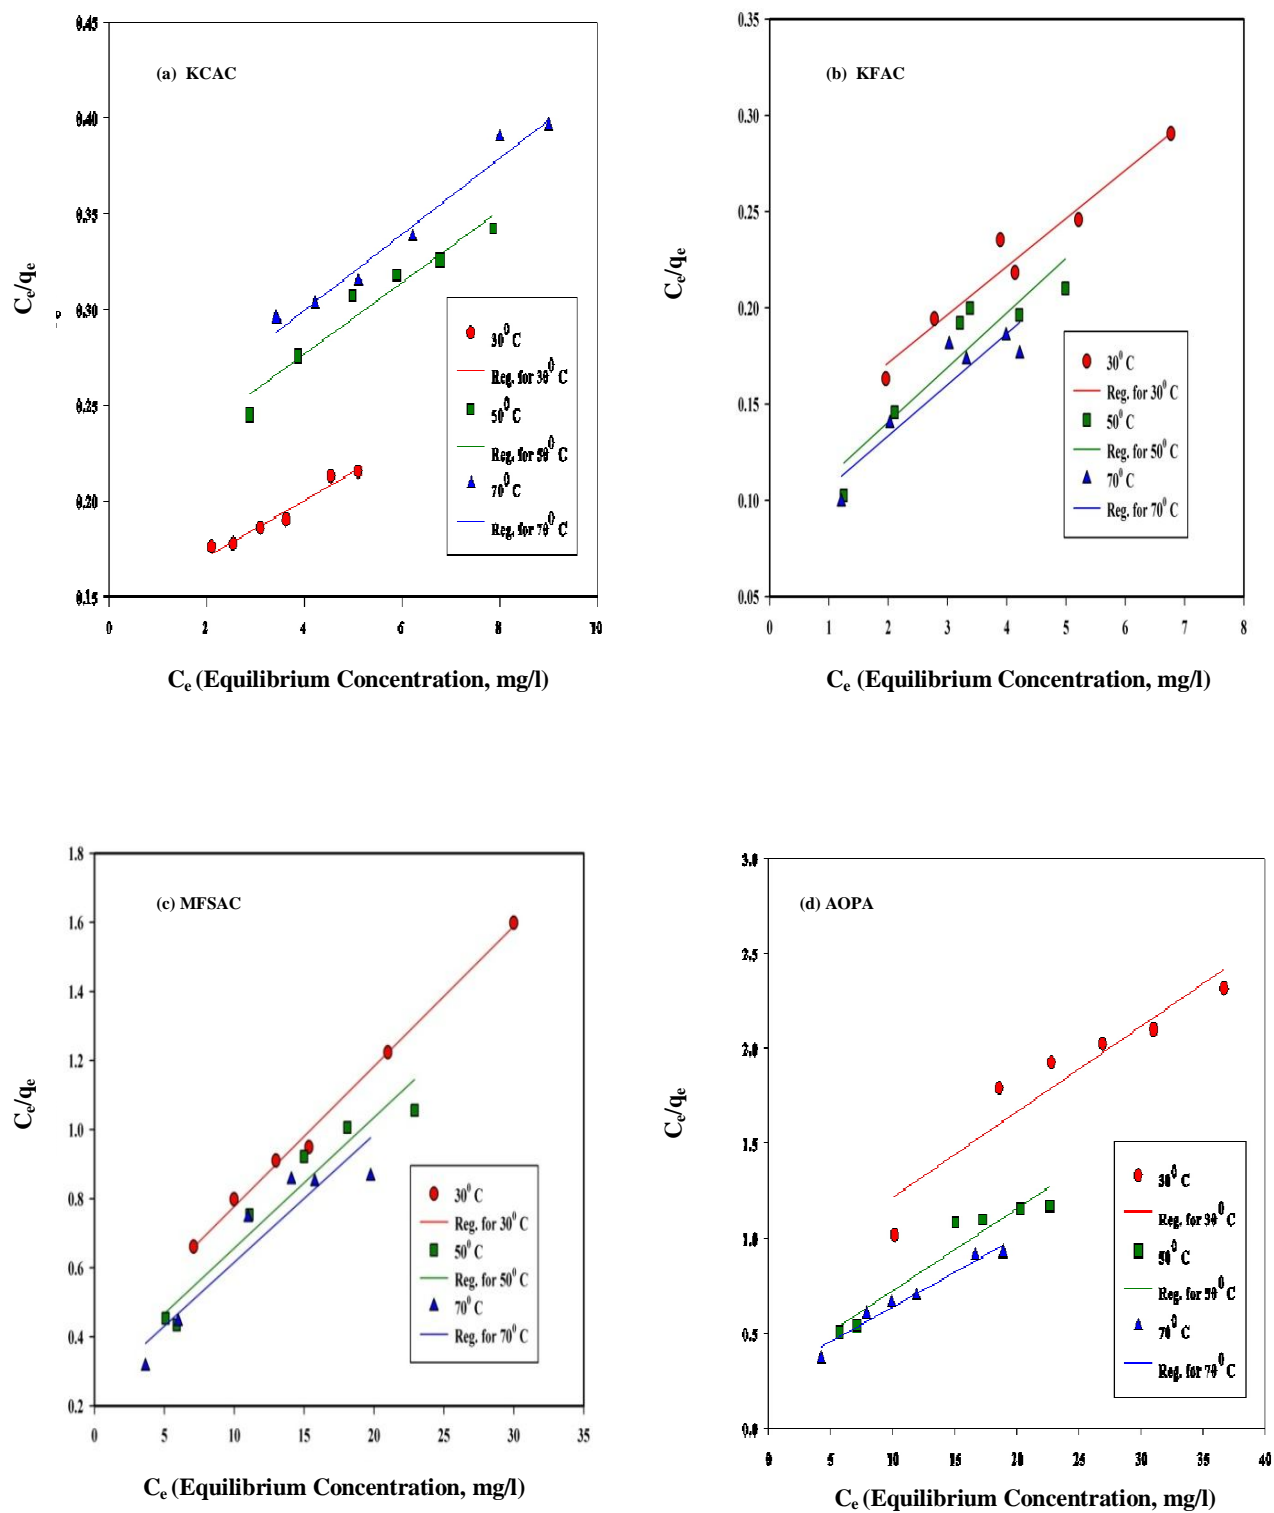 (a) KCAC
Ce/qe
0.45
0.40
0.35
0.30
0.25
0.20
0.15
0 2 4 6 8 10
30⁰ C
Reg. for 30⁰ C
50⁰ C
Reg. for 50⁰ C
70⁰ C
Reg. for 70⁰ C
Ce (Equilibrium Concentration, mg/l)
(b) KFAC
Ce/qe
0.35
0.30
0.25
0.20
0.15
0.10
0.05
0 1 2 3 4 5 6 7 8
30⁰ C
Reg. for 30⁰ C
50⁰ C
Reg. for 50⁰ C
70⁰ C
Reg. for 70⁰ C
Ce (Equilibrium Concentration, mg/l)
(c) MFSAC
Ce/qe
1.8
1.6
1.4
1.2
1.0
0.8
0.6
0.4
0.2
0 5 10 15 20 25 30 35
30⁰ C
Reg. for 30⁰ C
50⁰ C
Reg. for 50⁰ C
70⁰ C
Reg. for 70⁰ C
Ce (Equilibrium Concentration, mg/l)
(d) AOPA
Ce/qe
3.0
2.5
2.0
1.5
1.0
0.5
0.0
0 5 10 15 20 25 30 35 40
30⁰ C
Reg. for 30⁰ C
50⁰ C
Reg. for 50⁰ C
70⁰ C
Reg. for 70⁰ C
Ce (Equilibrium Concentration, mg/l)